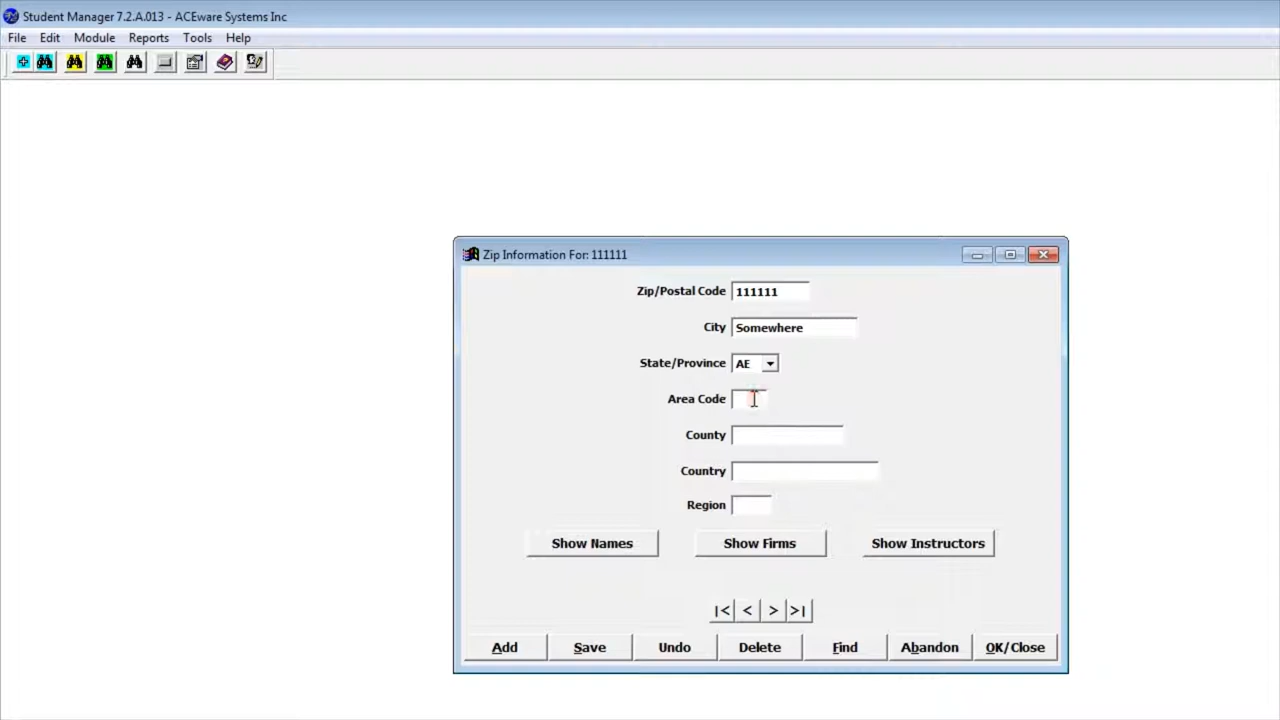 Student Manager 7.2.A.013 - ACEware Systems Inc
File Edit Module Reports Tools Help
Zip Information For: 111111
Zip/Postal Code 111111
City Somewhere
State/Province AE
Area Code
County
Country
Region
Show Names Show Firms Show Instructors
|< < > >|
Add Save Undo Delete Find Abandon OK/Close